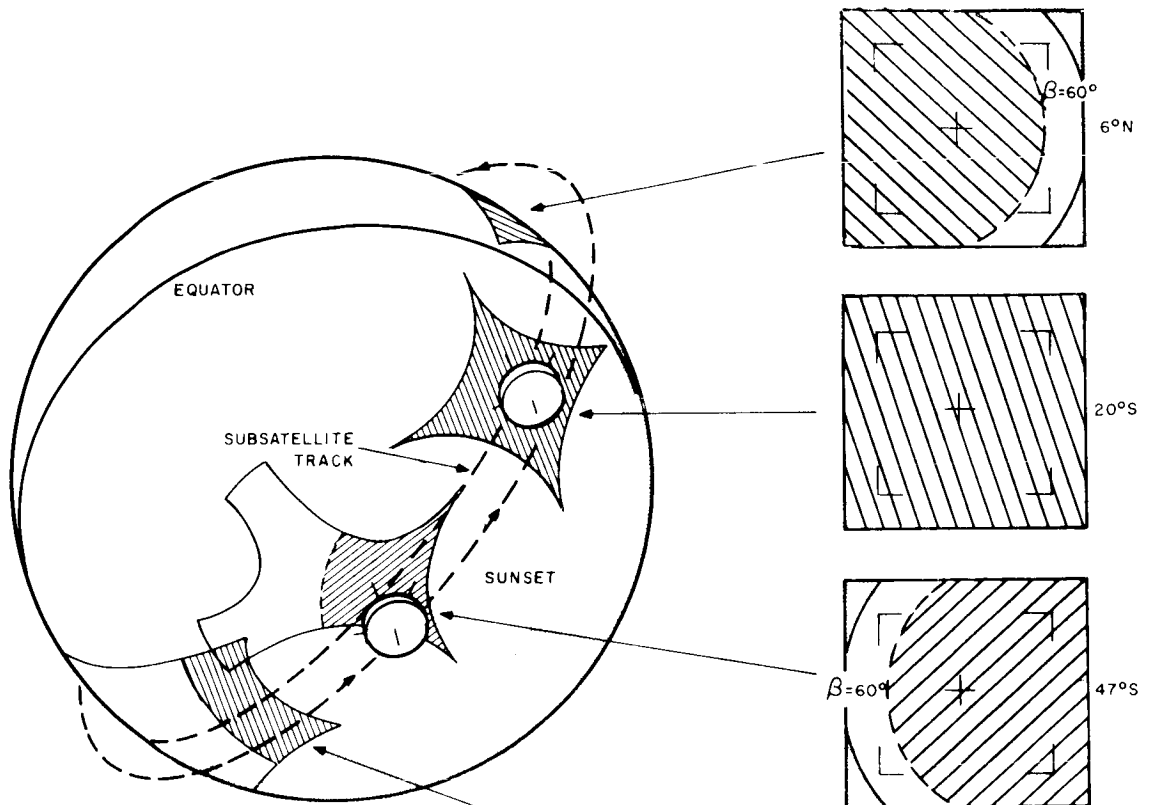 β=60°
6°N
EQUATOR
20°S
SUBSATELLITE
TRACK
SUNSET
β=60°
47°S